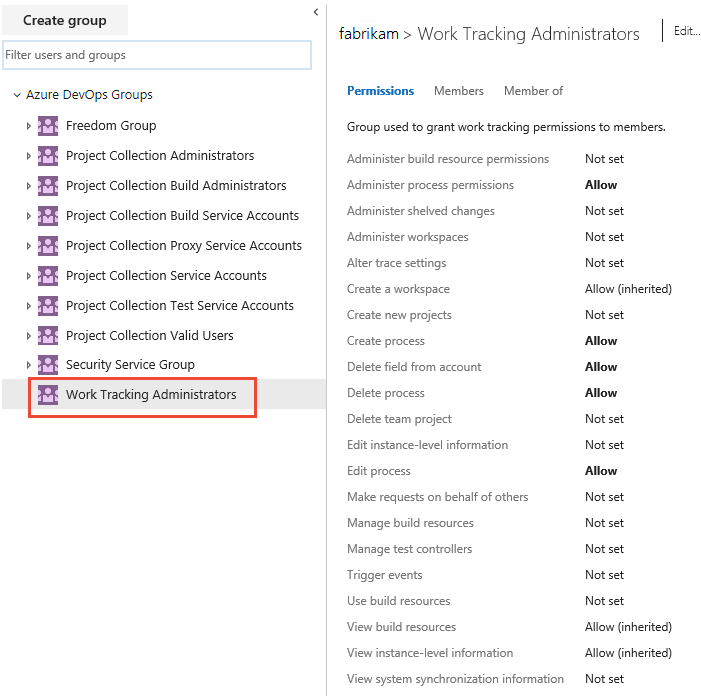 Create group
Filter users and groups
Azure DevOps Groups
Freedom Group
Project Collection Administrators
Project Collection Build Administrators
Project Collection Build Service Accounts
Project Collection Proxy Service Accounts
Project Collection Service Accounts
Project Collection Test Service Accounts
Project Collection Valid Users
Security Service Group
Work Tracking Administrators
fabrikam > Work Tracking Administrators Edit...
Permissions Members Member of
Group used to grant work tracking permissions to members.
Administer build resource permissions Not set
Administer process permissions Allow
Administer shelved changes Not set
Administer workspaces Not set
Alter trace settings Not set
Create a workspace Allow (inherited)
Create new projects Not set
Create process Allow
Delete field from account Allow
Delete process Allow
Delete team project Not set
Edit instance-level information Not set
Edit process Allow
Make requests on behalf of others Not set
Manage build resources Not set
Manage test controllers Not set
Trigger events Not set
Use build resources Not set
View build resources Allow (inherited)
View instance-level information Allow (inherited)
View system synchronization information Not set